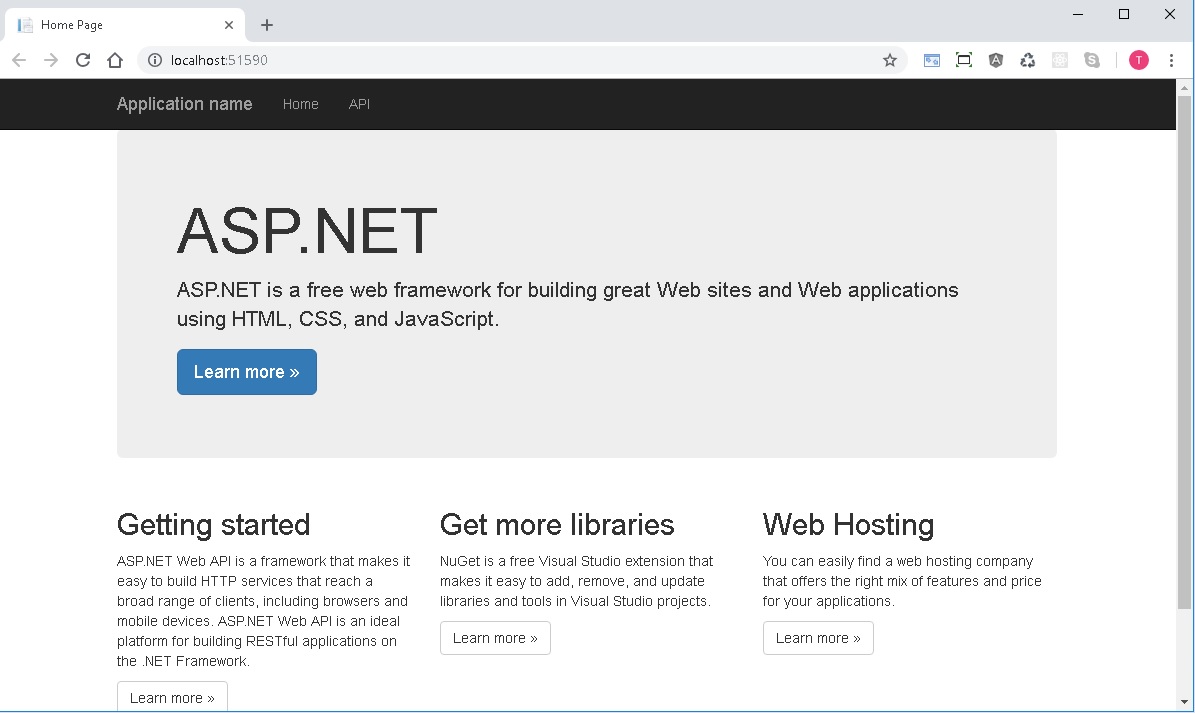 Home Page
localhost:51590
T
Application name Home API
ASP.NET
ASP.NET is a free web framework for building great Web sites and Web applications
using HTML, CSS, and JavaScript.
Learn more »
Getting started
ASP.NET Web API is a framework that makes it
easy to build HTTP services that reach a
broad range of clients, including browsers and
mobile devices. ASP.NET Web API is an ideal
platform for building RESTful applications on
the .NET Framework.
Learn more »
Get more libraries
NuGet is a free Visual Studio extension that
makes it easy to add, remove, and update
libraries and tools in Visual Studio projects.
Learn more »
Web Hosting
You can easily find a web hosting company
that offers the right mix of features and price
for your applications.
Learn more »